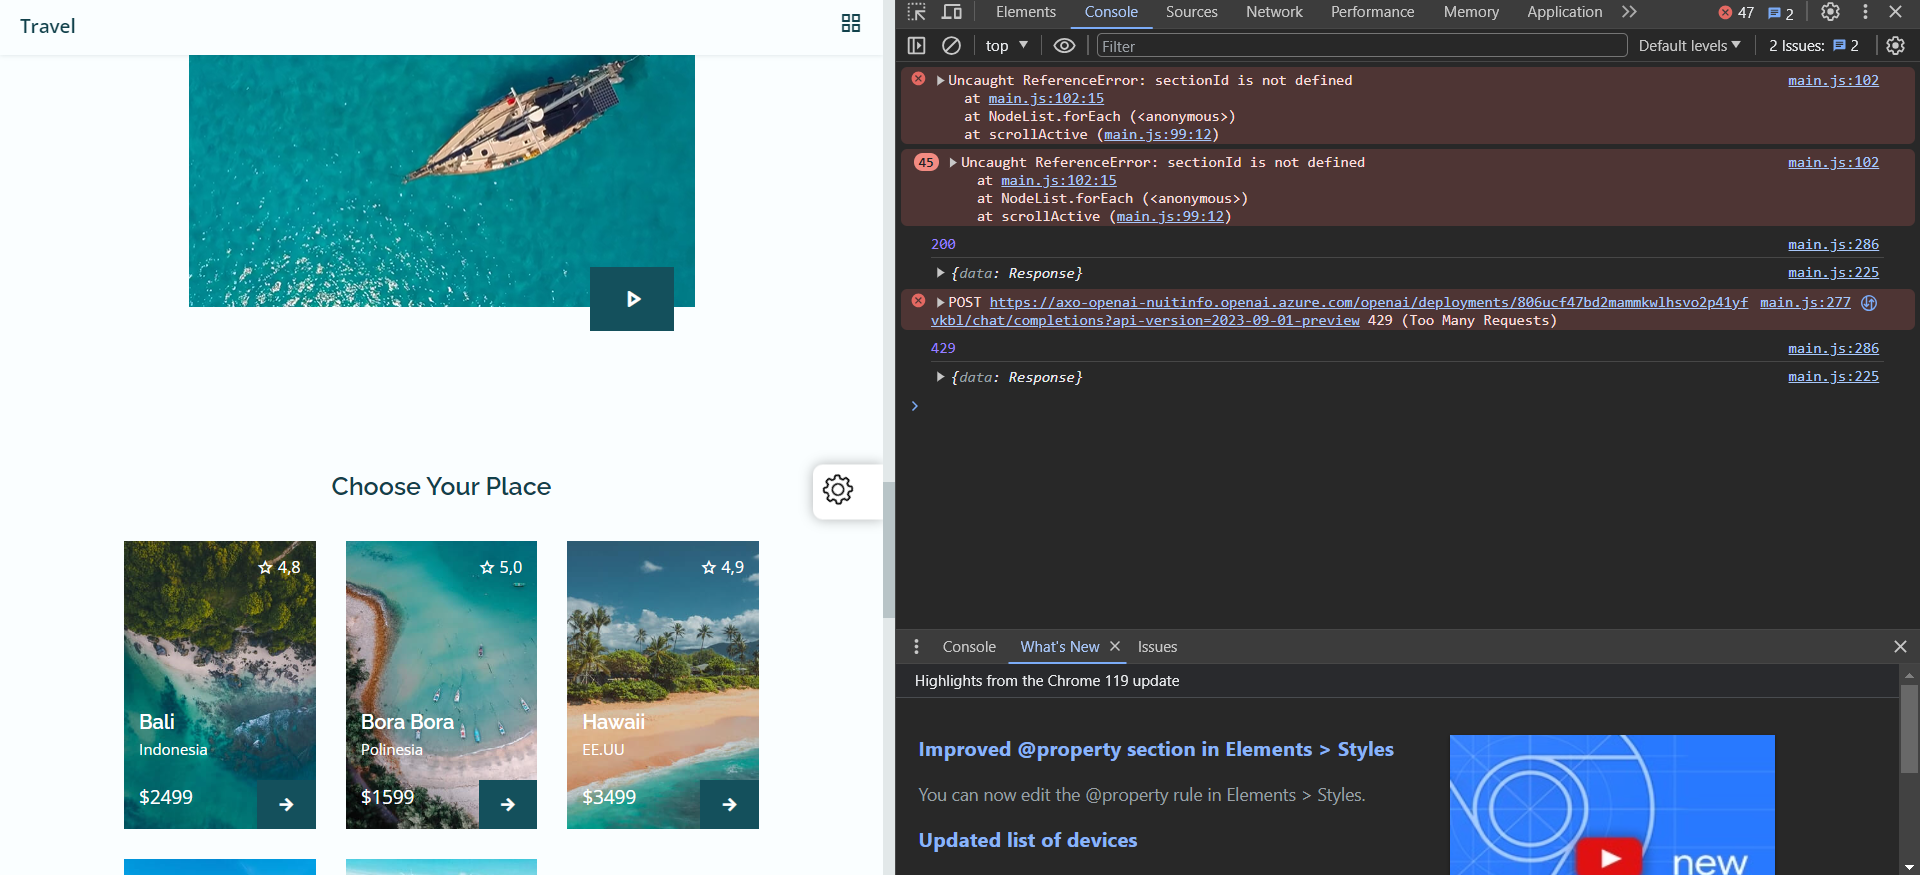 Travel
Choose Your Place
4,8
Bali
Indonesia
$2499
5,0
Bora Bora
Polinesia
$1599
4,9
Hawaii
EE.UU
$3499
Elements Console Sources Network Performance Memory Application 47 2
top Filter Default levels 2 Issues: 2
Uncaught ReferenceError: sectionId is not defined main.js:102
at main.js:102:15
at NodeList.forEach (<anonymous>)
at scrollActive (main.js:99:12)
45 Uncaught ReferenceError: sectionId is not defined main.js:102
at main.js:102:15
at NodeList.forEach (<anonymous>)
at scrollActive (main.js:99:12)
200 main.js:286
{data: Response} main.js:225
POST https://axo-openai-nuitinfo.openai.azure.com/openai/deployments/806ucf47bd2mammkwlhsvo2p41yf main.js:277
vkbl/chat/completions?api-version=2023-09-01-preview 429 (Too Many Requests)
429 main.js:286
{data: Response} main.js:225
Console What's New Issues
Highlights from the Chrome 119 update
Improved @property section in Elements > Styles
You can now edit the @property rule in Elements > Styles.
Updated list of devices
new